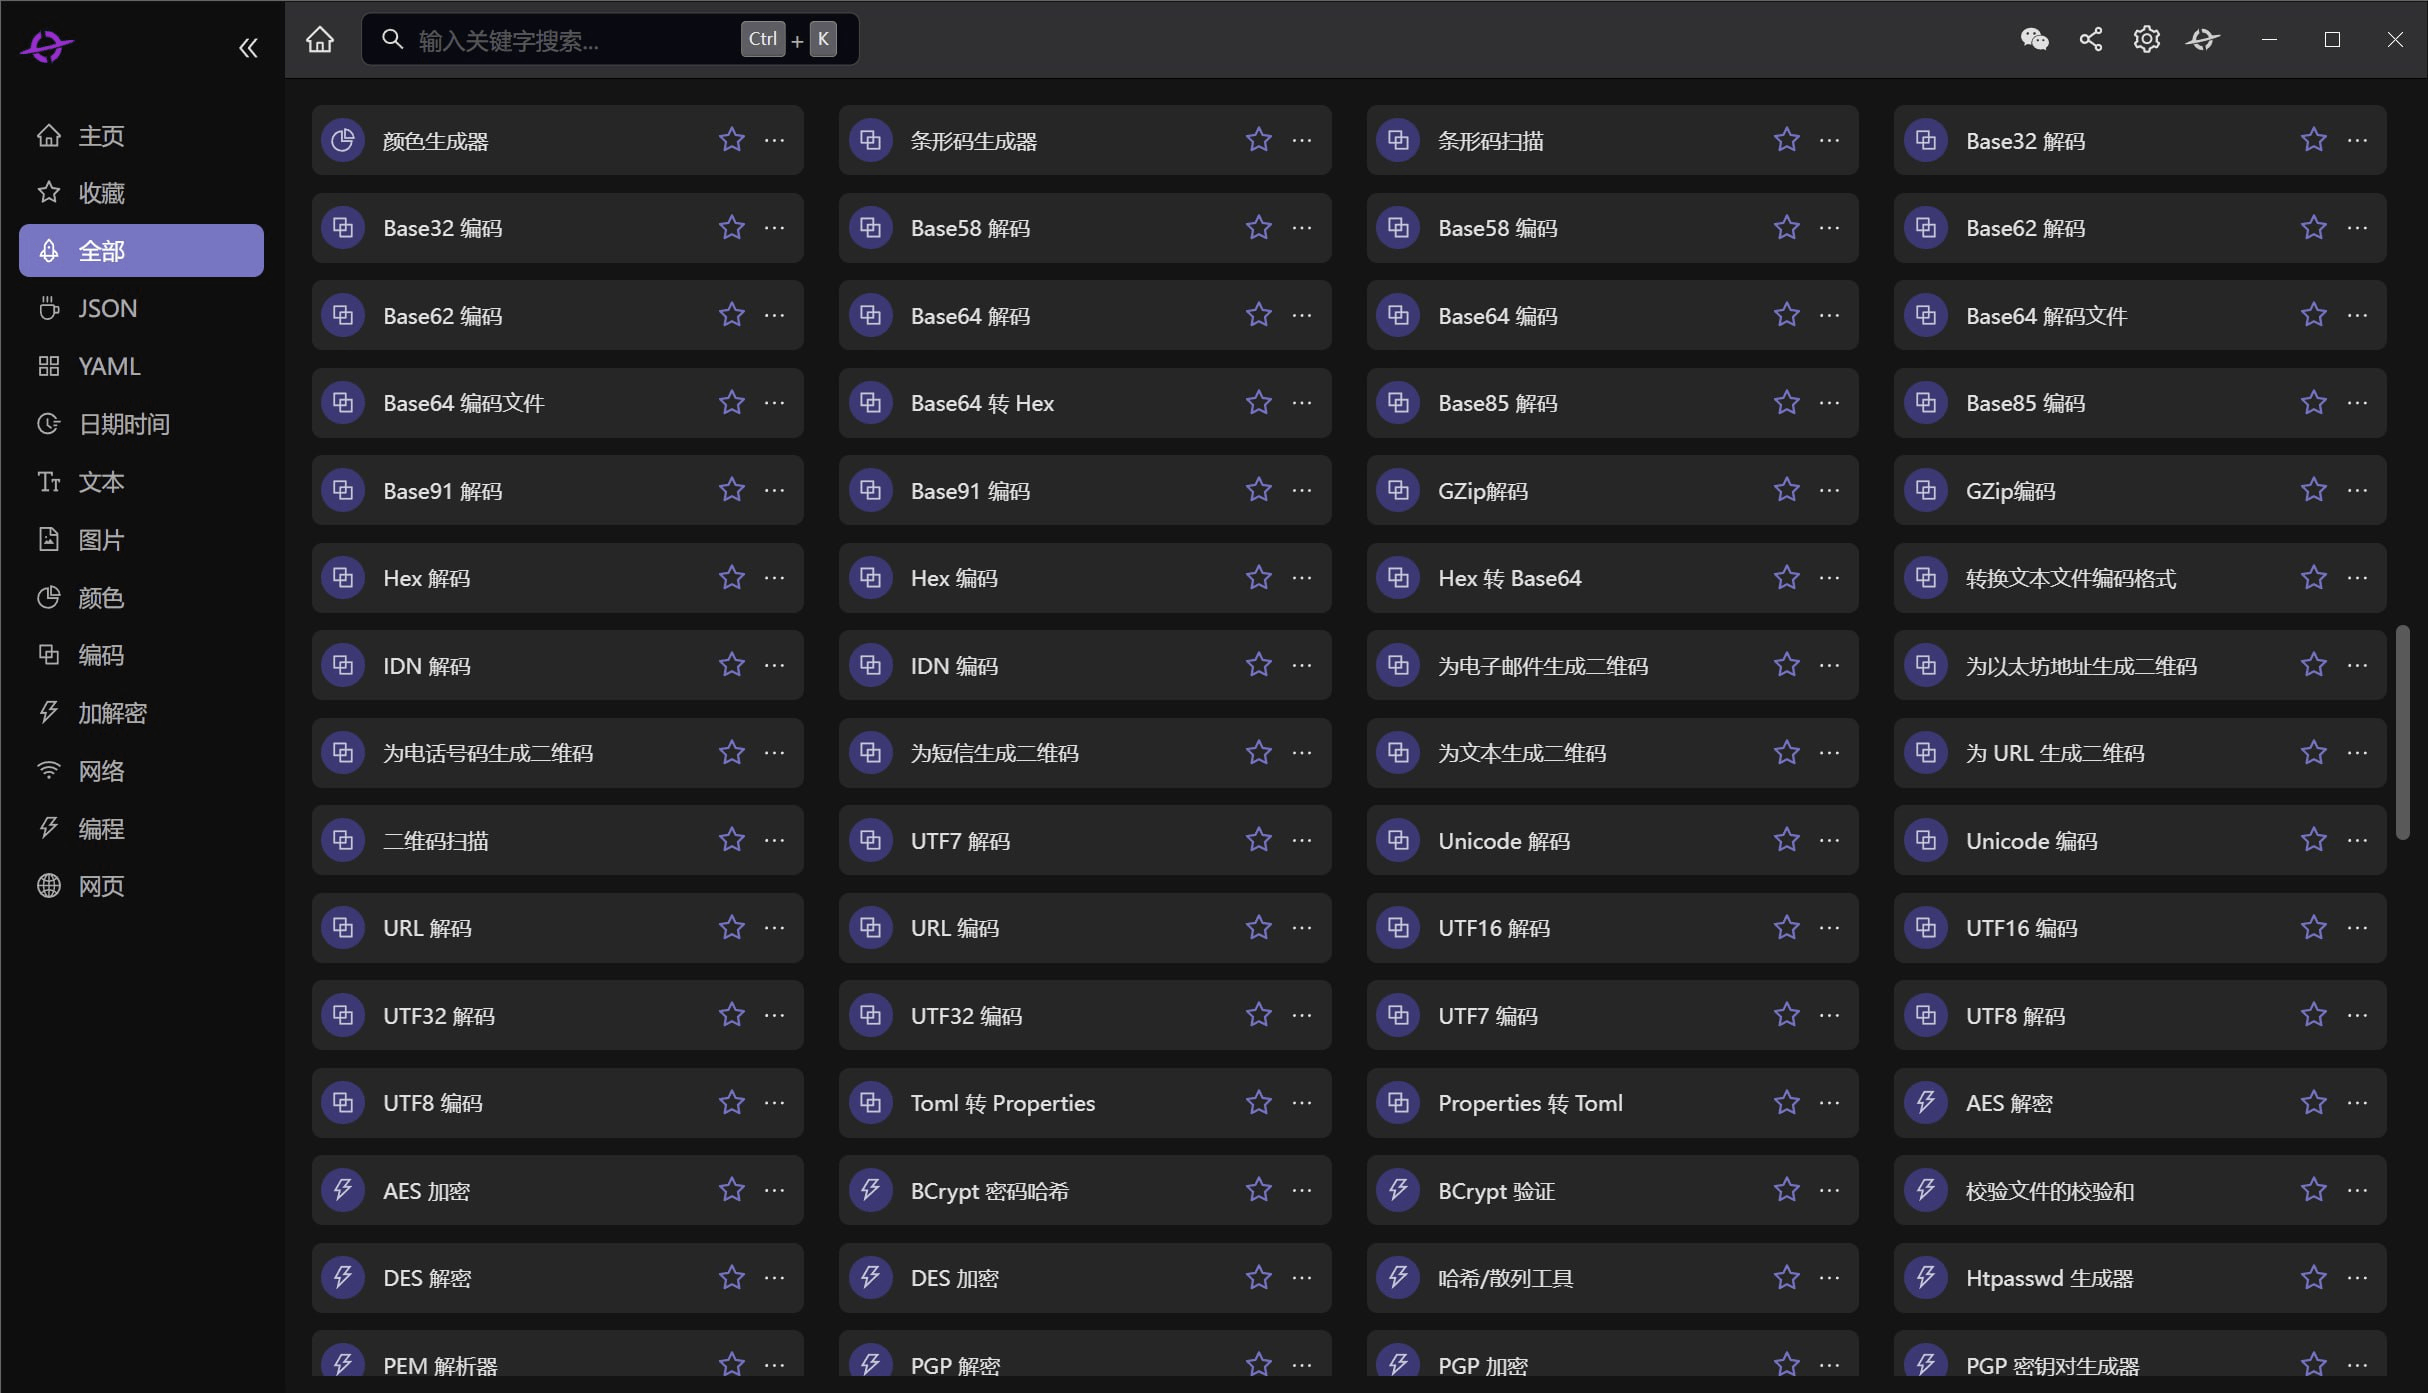 输入关键字搜索...
Ctrl + K
主页
收藏
全部
JSON
YAML
日期时间
文本
图片
颜色
编码
加解密
网络
编程
网页
颜色生成器
条形码生成器
条形码扫描
Base32 解码
Base32 编码
Base58 解码
Base58 编码
Base62 解码
Base62 编码
Base64 解码
Base64 编码
Base64 解码文件
Base64 编码文件
Base64 转 Hex
Base85 解码
Base85 编码
Base91 解码
Base91 编码
GZip解码
GZip编码
Hex 解码
Hex 编码
Hex 转 Base64
转换文本文件编码格式
IDN 解码
IDN 编码
为电子邮件生成二维码
为以太坊地址生成二维码
为电话号码生成二维码
为短信生成二维码
为文本生成二维码
为 URL 生成二维码
二维码扫描
UTF7 解码
Unicode 解码
Unicode 编码
URL 解码
URL 编码
UTF16 解码
UTF16 编码
UTF32 解码
UTF32 编码
UTF7 编码
UTF8 解码
UTF8 编码
Toml 转 Properties
Properties 转 Toml
AES 解密
AES 加密
BCrypt 密码哈希
BCrypt 验证
校验文件的校验和
DES 解密
DES 加密
哈希/散列工具
Htpasswd 生成器
PEM 解析器
PGP 解密
PGP 加密
PGP 密钥对生成器